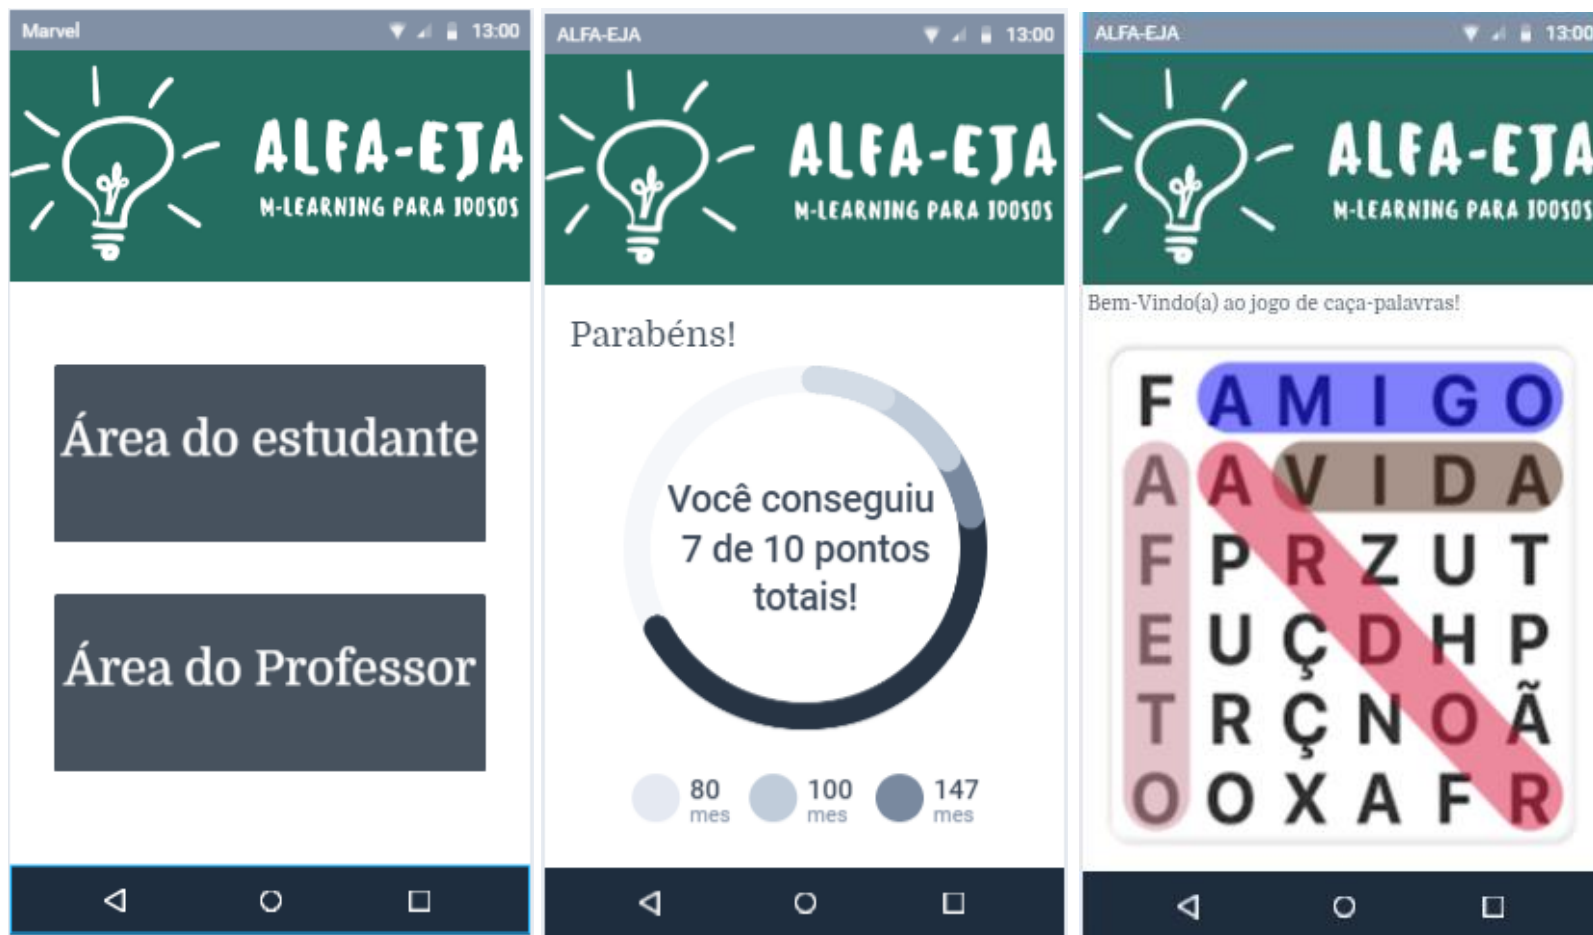 Marvel
13:00
ALFA-EJA
M-LEARNING PARA IDOSOS
Área do estudante
Área do Professor
ALFA-EJA
13:00
ALFA-EJA
M-LEARNING PARA IDOSOS
Parabéns!
Você conseguiu
7 de 10 pontos
totais!
80
mes
100
mes
147
mes
ALFA-EJA
13:00
ALFA-EJA
M-LEARNING PARA IDOSOS
Bem-Vindo(a) ao jogo de caça-palavras!
F A M I G O
A A V I D A
F P R Z U T
E U Ç D H P
T R Ç N O Ã
O O X A F R